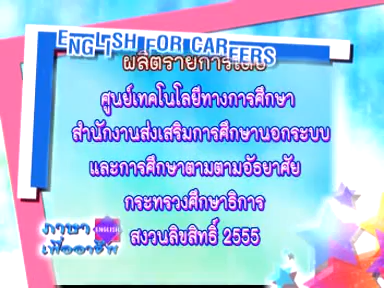 ENGLISH FOR CAREERS
ผลิตรายการโดย
ศูนย์เทคโนโลยีทางการศึกษา
สำนักงานส่งเสริมการศึกษานอกระบบ
และการศึกษาตามตามอัธยาศัย
กระทรวงศึกษาธิการ
สงวนลิขสิทธิ์ 2555
ภาษา ENGLISH
เพื่ออาชีพ